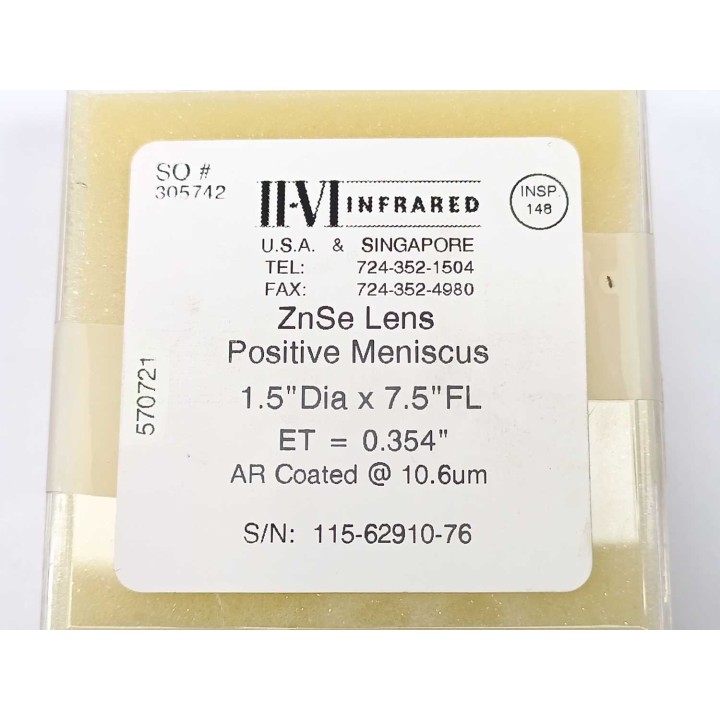 SO #
305742
II-VI INFRARED
INSP.
148
U.S.A. & SINGAPORE
TEL: 724-352-1504
FAX: 724-352-4980
ZnSe Lens
Positive Meniscus
1.5"Dia x 7.5"FL
ET = 0.354"
AR Coated @ 10.6um
S/N: 115-62910-76
570721